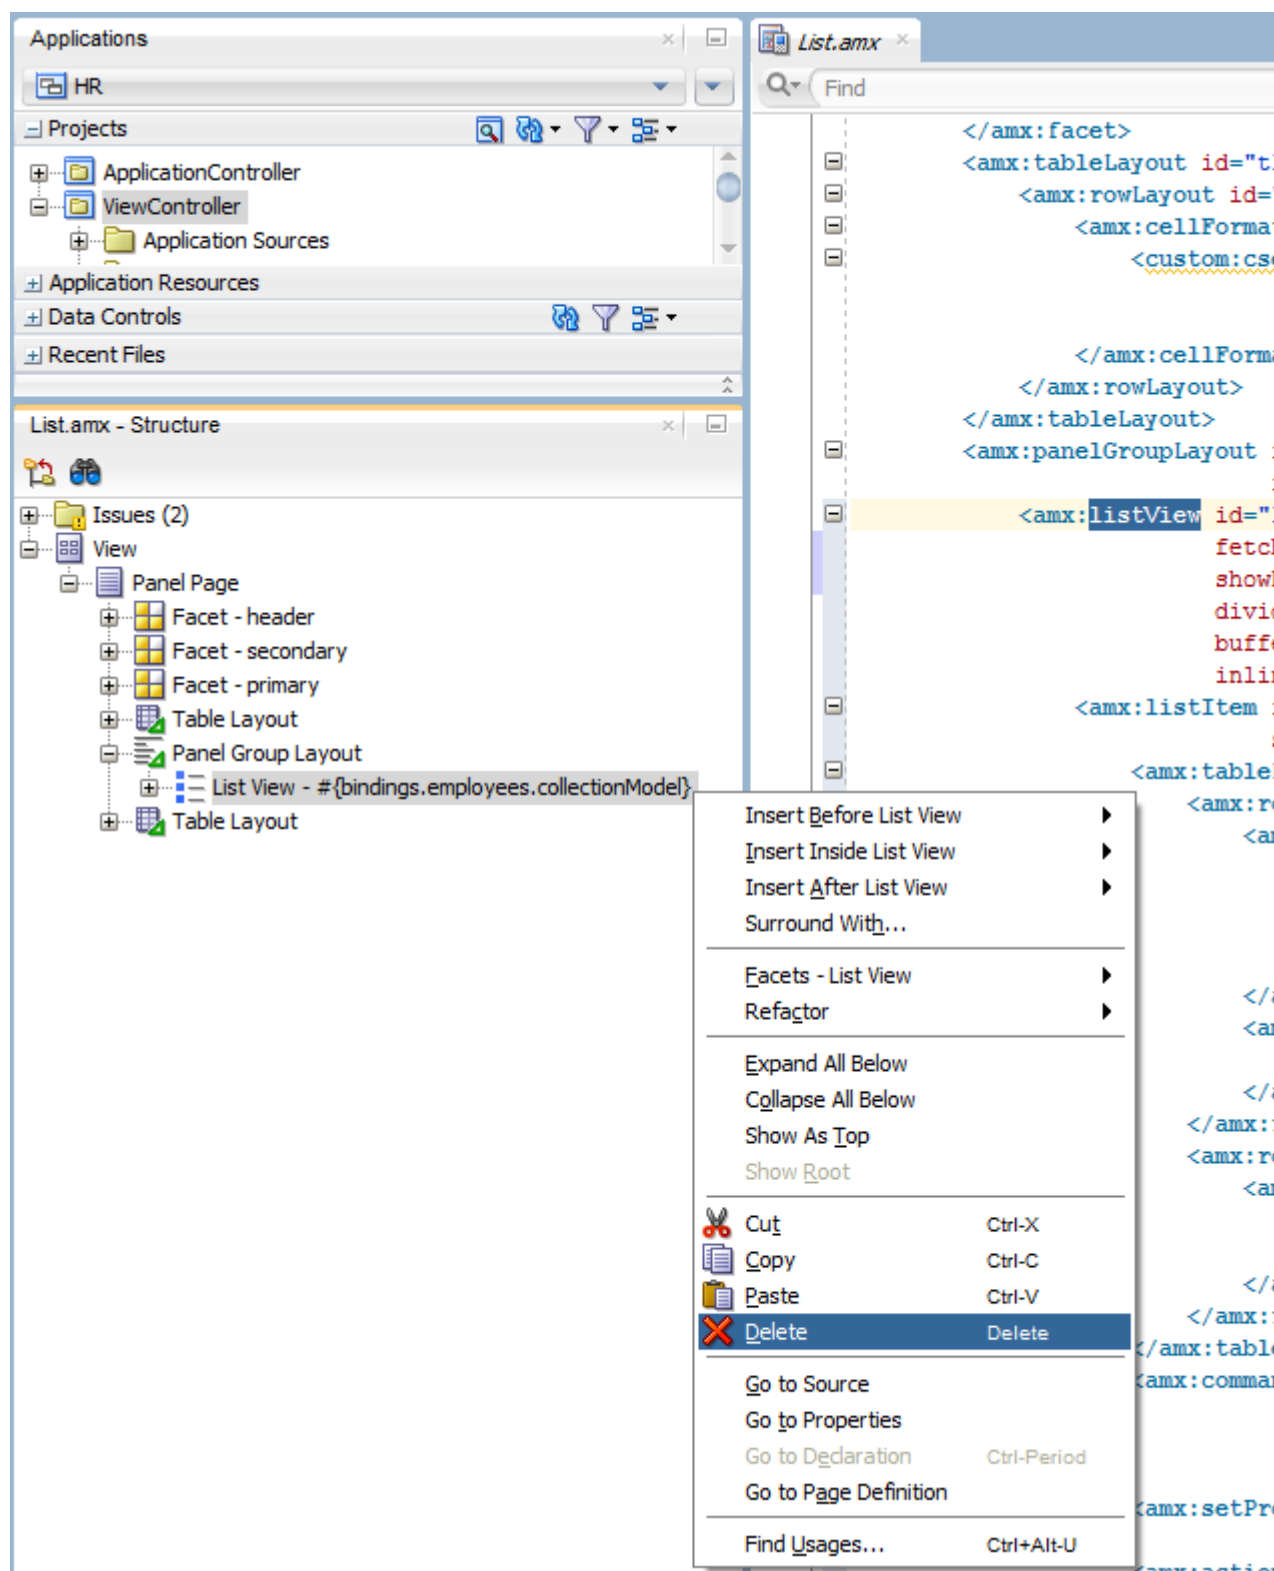 Applications
HR
Projects
ApplicationController
ViewController
Application Sources
Application Resources
Data Controls
Recent Files
List.amx - Structure
Issues (2)
View
Panel Page
Facet - header
Facet - secondary
Facet - primary
Table Layout
Panel Group Layout
List View - #{bindings.employees.collectionModel}
Table Layout
Insert Before List View
Insert Inside List View
Insert After List View
Surround With...
Facets - List View
Refactor
Expand All Below
Collapse All Below
Show As Top
Show Root
Cut Ctrl-X
Copy Ctrl-C
Paste Ctrl-V
Delete Delete
Go to Source
Go to Properties
Go to Declaration Ctrl-Period
Go to Page Definition
Find Usages... Ctrl+Alt-U
List.amx
Find
</amx:facet>
<amx:tableLayout id="t
<amx:rowLayout id=
<amx:cellForma
<custom:cs
</amx:cellForm
</amx:rowLayout>
</amx:tableLayout>
<amx:panelGroupLayout
<amx:listView id="
fetc
show
divi
buff
inli
<amx:listItem
<amx:table
<amx:r
<a
</
<a
</
</amx:
<amx:r
<a
</
</amx:
/amx:tabl
amx:comma
amx:setPr